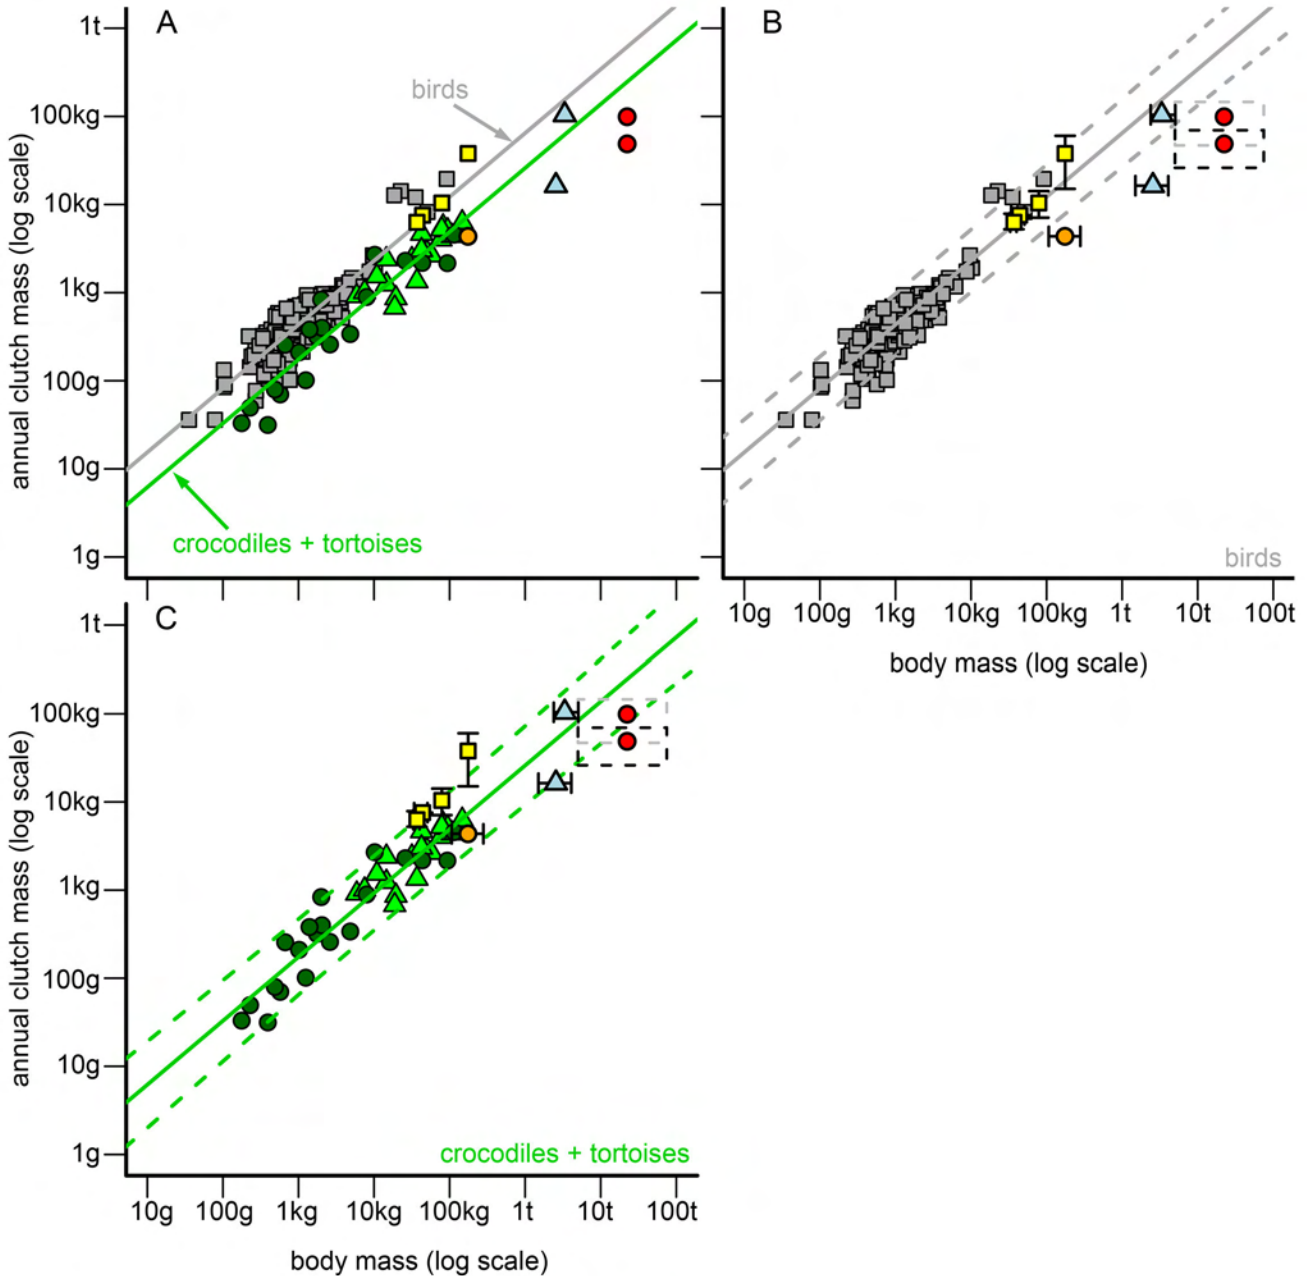 A
1t
100kg
10kg
1kg
100g
10g
1g
annual clutch mass (log scale)
birds
crocodiles + tortoises
B
birds
10g 100g 1kg 10kg 100kg 1t 10t 100t
body mass (log scale)
C
1t
100kg
10kg
1kg
100g
10g
1g
annual clutch mass (log scale)
crocodiles + tortoises
10g 100g 1kg 10kg 100kg 1t 10t 100t
body mass (log scale)